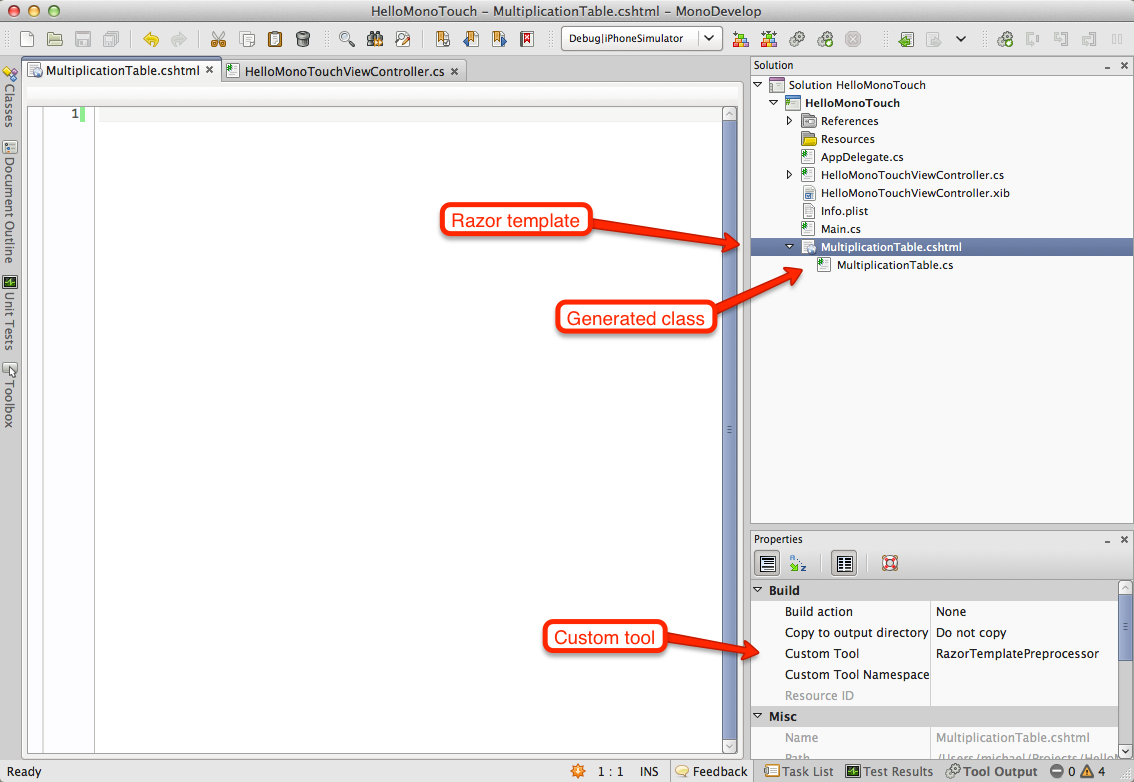 HelloMonoTouch – MultiplicationTable.cshtml – MonoDevelop
Debug|iPhoneSimulator
MultiplicationTable.cshtml ×
HelloMonoTouchViewController.cs ×
Classes
Document Outline
Unit Tests
Toolbox
1
Razor template
Generated class
Custom tool
Solution
Solution HelloMonoTouch
HelloMonoTouch
References
Resources
AppDelegate.cs
HelloMonoTouchViewController.cs
HelloMonoTouchViewController.xib
Info.plist
Main.cs
MultiplicationTable.cshtml
MultiplicationTable.cs
Properties
Build
Build action None
Copy to output directory Do not copy
Custom Tool RazorTemplatePreprocessor
Custom Tool Namespace
Resource ID
Misc
Name MultiplicationTable.cshtml
Path /Users/michael/Projects/HelloM
Ready
1 : 1 INS
Feedback
Task List
Test Results
Tool Output
0
4